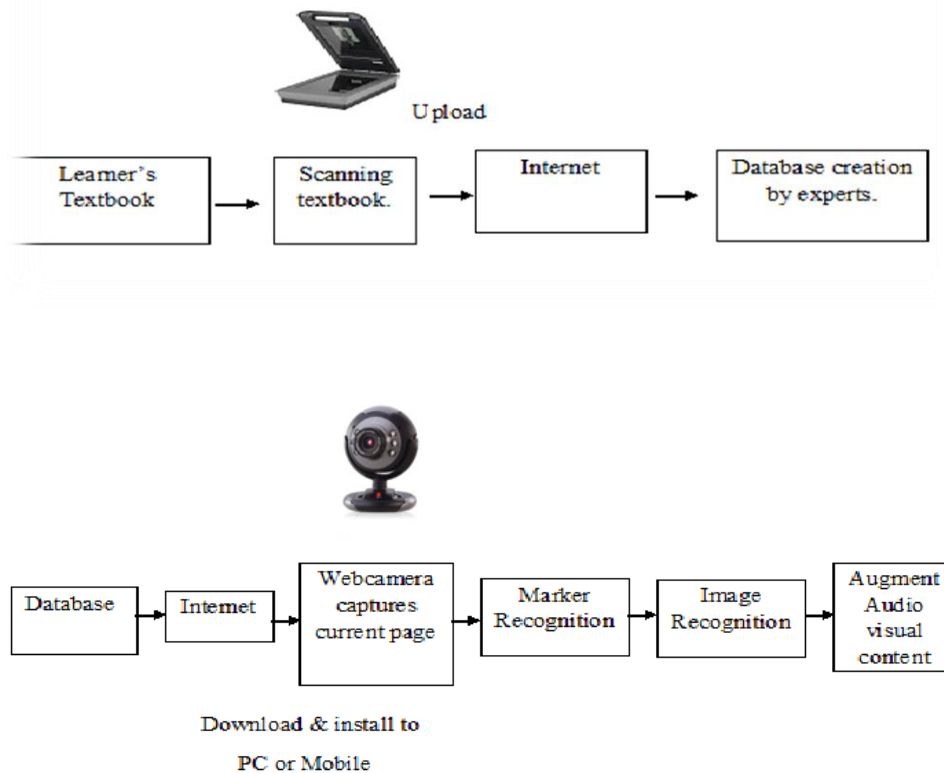 Upload
Learner's
Textbook
Scanning
textbook.
Internet
Database creation
by experts.
Database
Internet
Webcamera
captures
current page
Marker
Recognition
Image
Recognition
Augment
Audio
visual
content
Download & install to
PC or Mobile